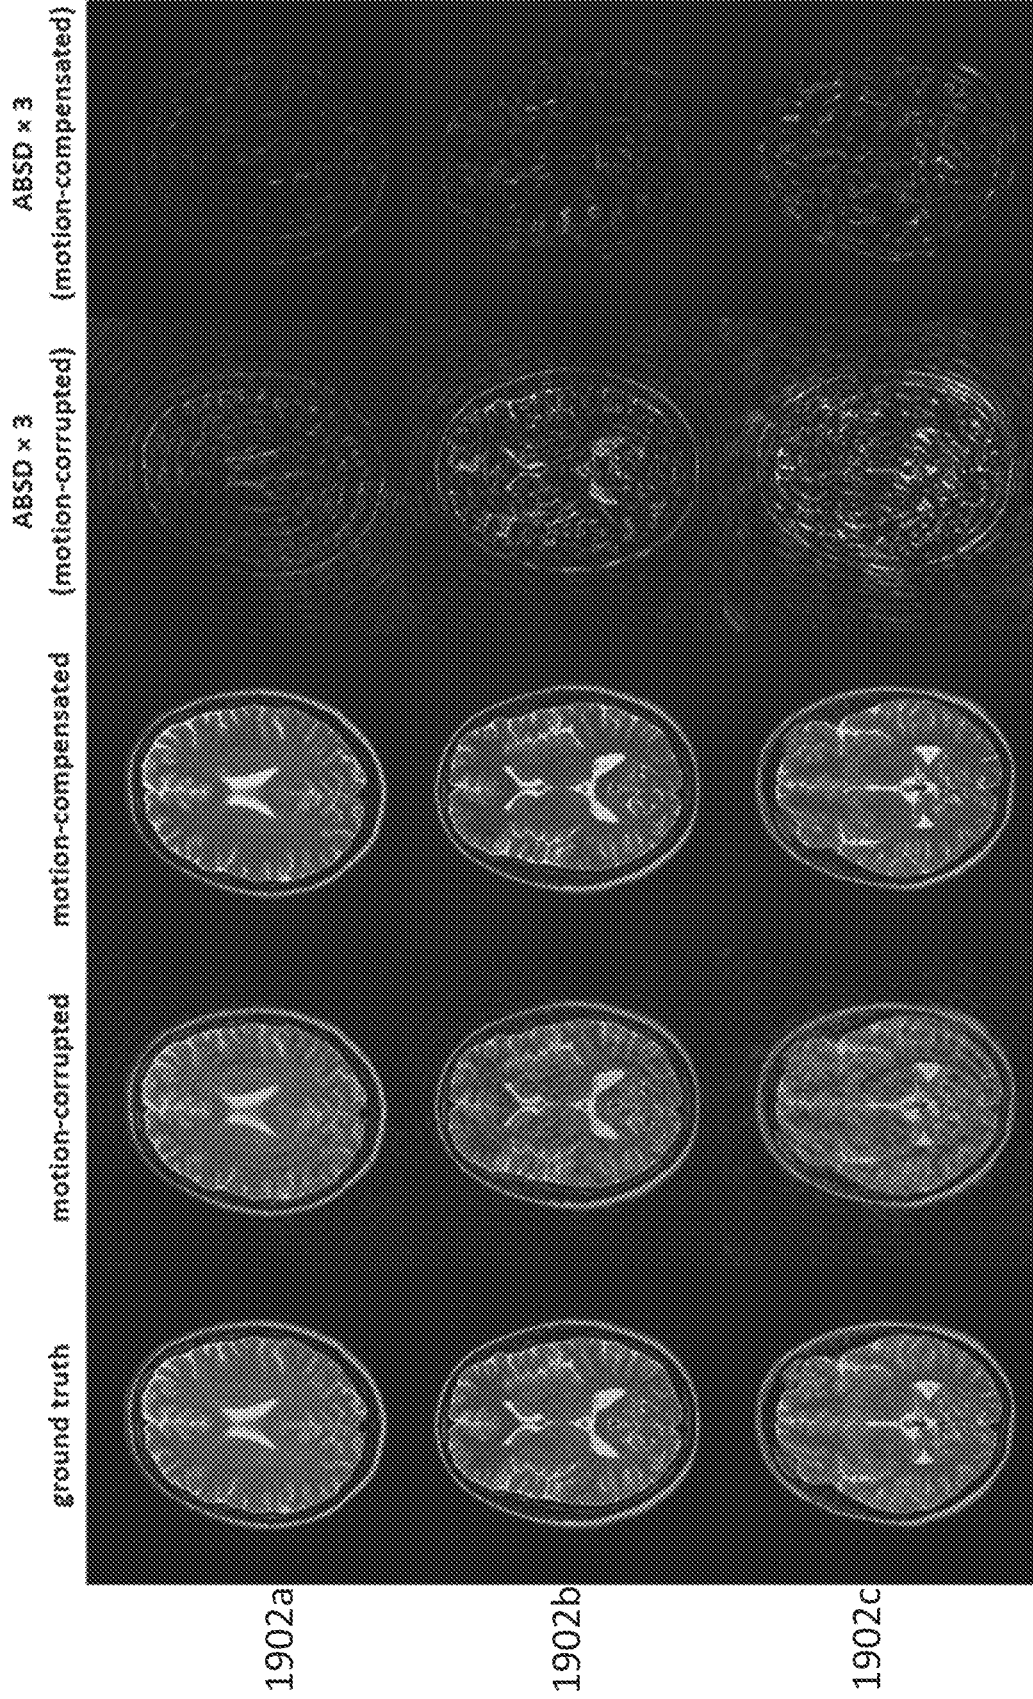 ground truth
motion-corrupted
motion-compensated
ABSD × 3
(motion-corrupted)
ABSD × 3
(motion-compensated)
1902a
1902b
1902c